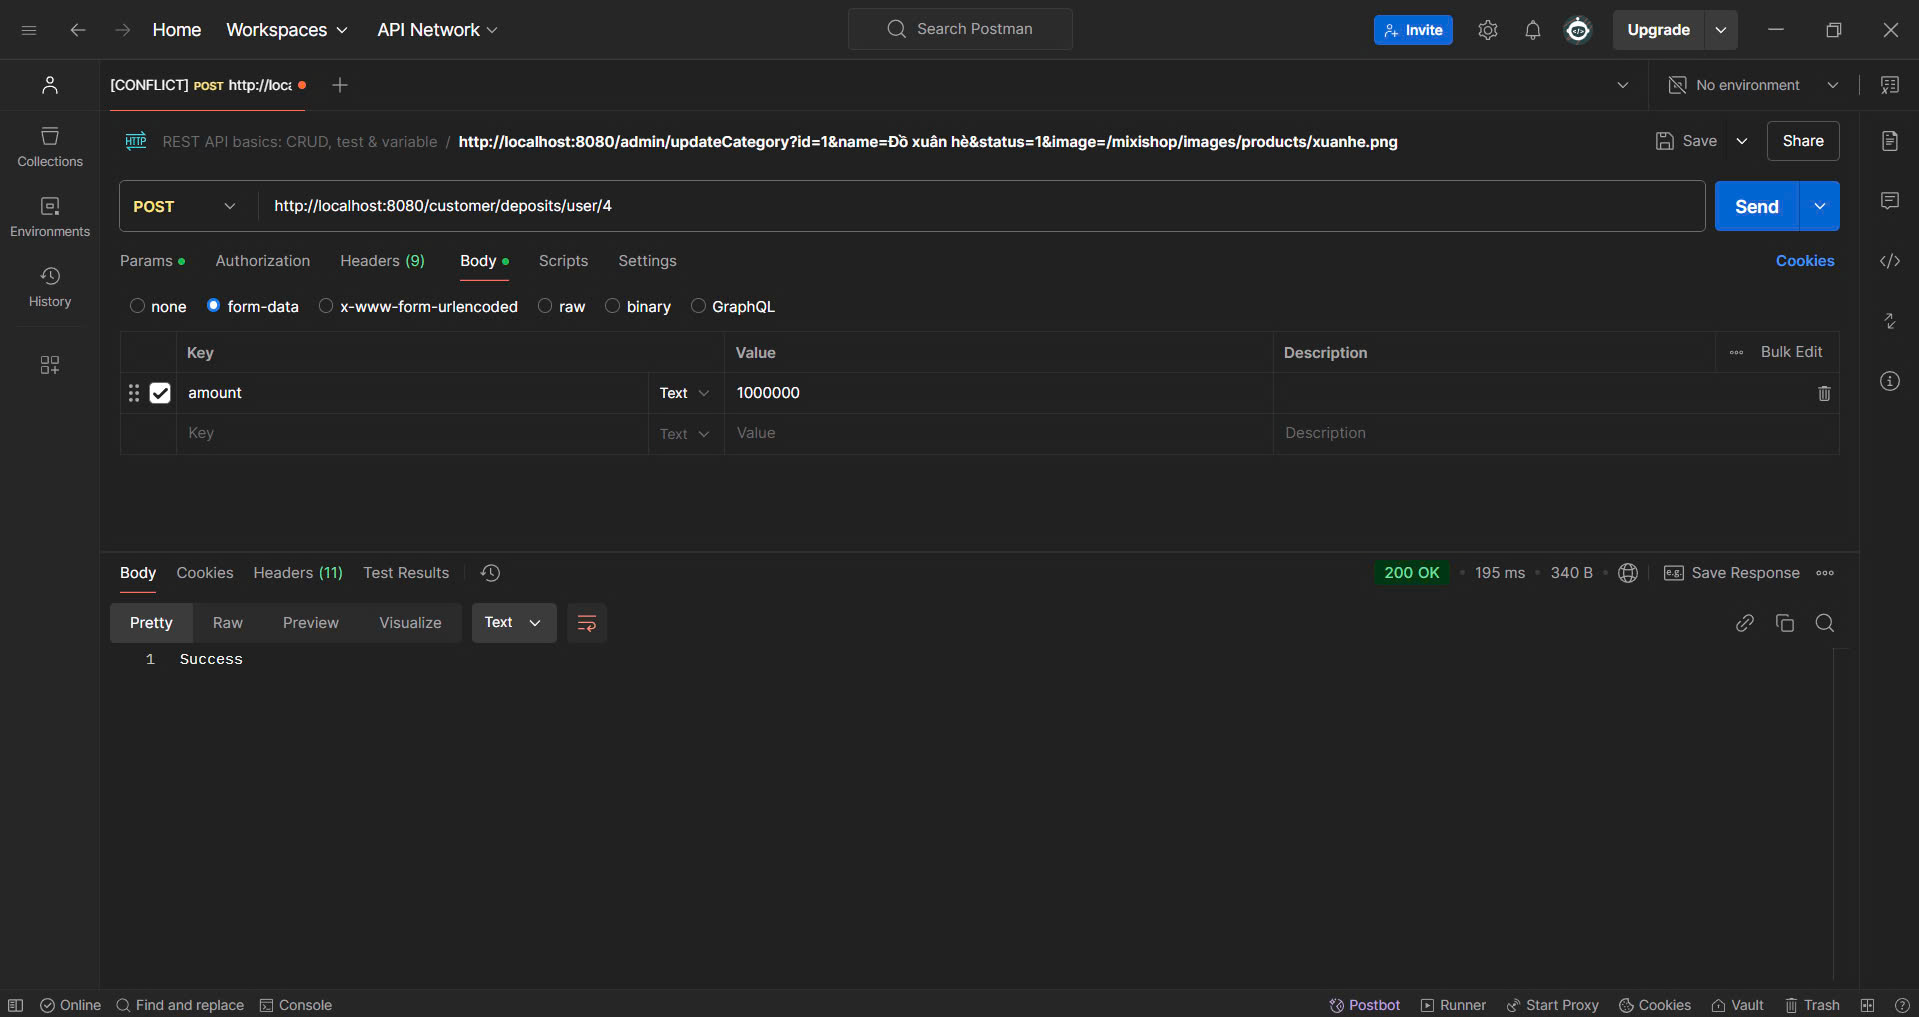 Home Workspaces API Network Search Postman Invite Upgrade
[CONFLICT] POST http://loc No environment
HTTP REST API basics: CRUD, test & variable / http://localhost:8080/admin/updateCategory?id=1&name=Đồ xuân hè&status=1&image=/mixishop/images/products/xuanhe.png Save Share
Collections
POST http://localhost:8080/customer/deposits/user/4 Send
Environments
Params Authorization Headers (9) Body Scripts Settings Cookies
History
none form-data x-www-form-urlencoded raw binary GraphQL
Key Value Description Bulk Edit
amount Text 1000000
Key Text Value Description
Body Cookies Headers (11) Test Results 200 OK 195 ms 340 B e.g. Save Response
Pretty Raw Preview Visualize Text
1 Success
Online Find and replace Console Postbot Runner Start Proxy Cookies Vault Trash